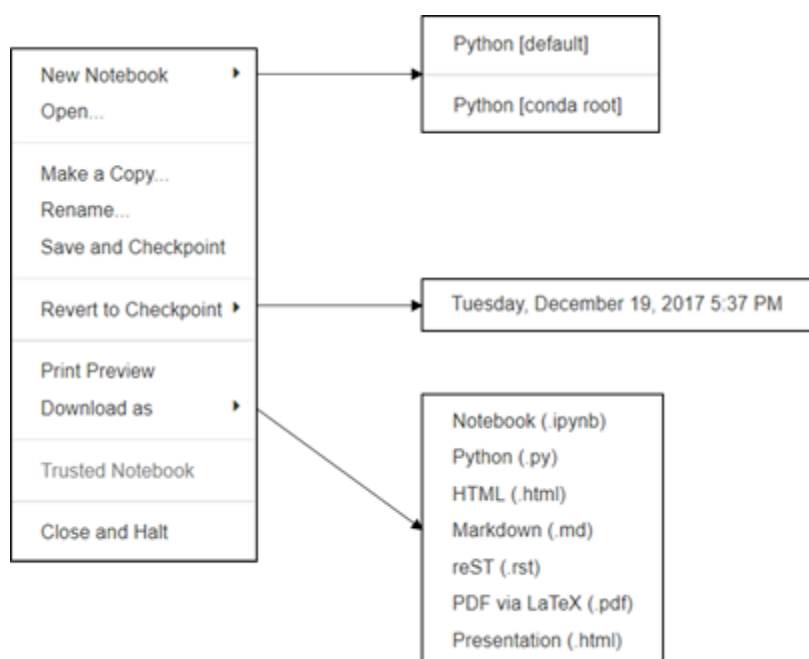 New Notebook
Open...
Make a Copy...
Rename...
Save and Checkpoint
Revert to Checkpoint
Print Preview
Download as
Trusted Notebook
Close and Halt
Python [default]
Python [conda root]
Tuesday, December 19, 2017 5:37 PM
Notebook (.ipynb)
Python (.py)
HTML (.html)
Markdown (.md)
reST (.rst)
PDF via LaTeX (.pdf)
Presentation (.html)